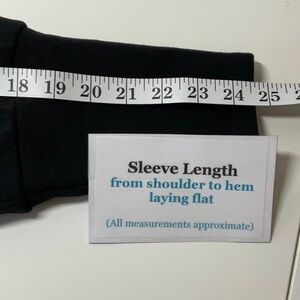 18 19 20 21 22 23 24 25
Sleeve Length
from shoulder to hem
laying flat
(All measurements approximate)